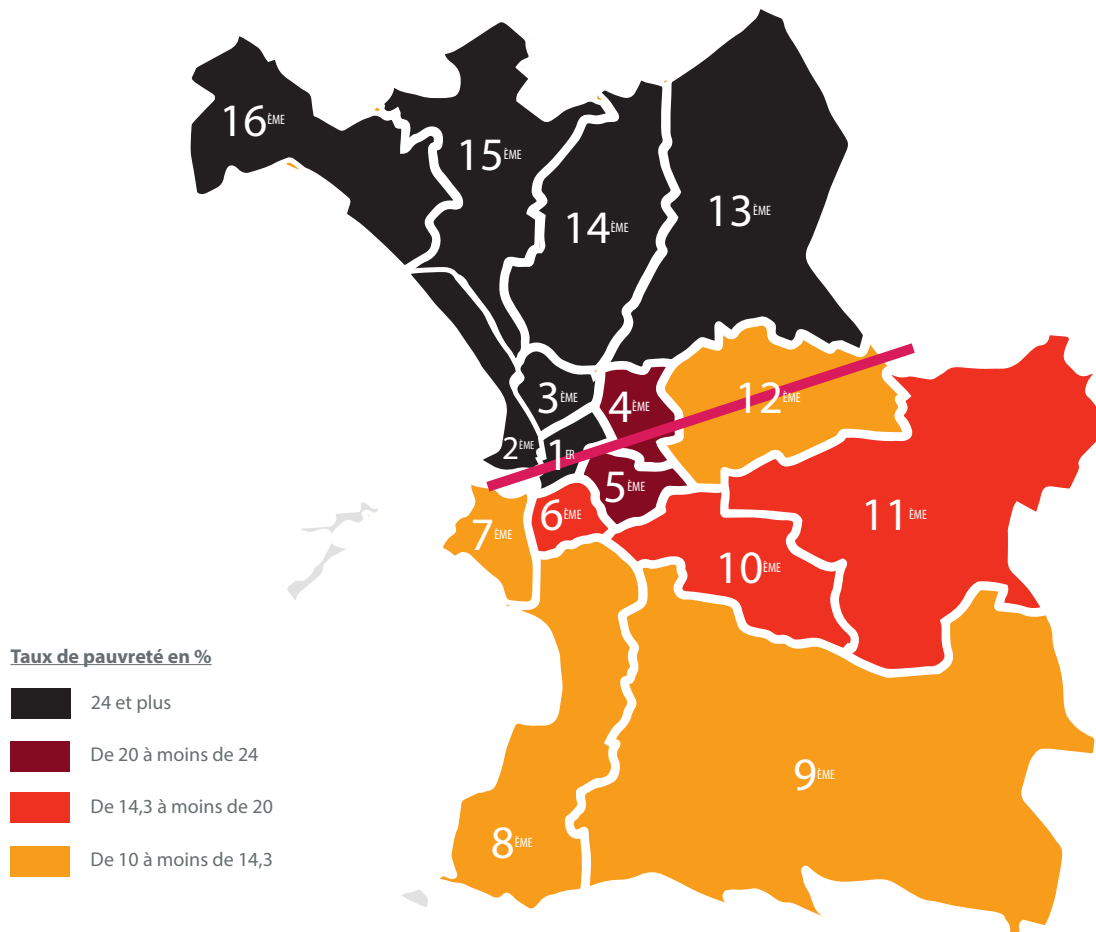 16ÈME
15ÈME
14ÈME
13ÈME
3ÈME
4ÈME
12ÈME
2ÈME
1ER
5ÈME
6ÈME
7ÈME
11ÈME
10ÈME
9ÈME
8ÈME
Taux de pauvreté en %
24 et plus
De 20 à moins de 24
De 14,3 à moins de 20
De 10 à moins de 14,3